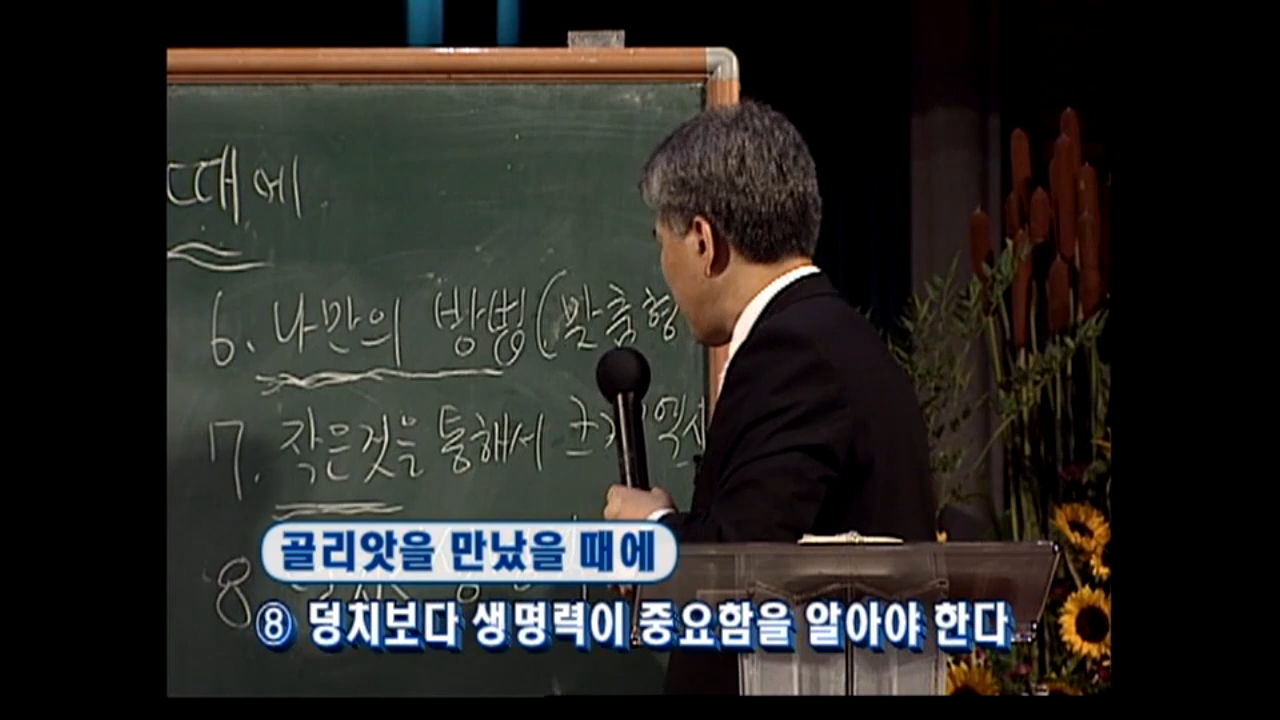 때에
6. 나만의 방법(맞춤형
7. 작은것을 통해서
8
골리앗을 만났을 때에
⑧ 덩치보다 생명력이 중요함을 알아야 한다